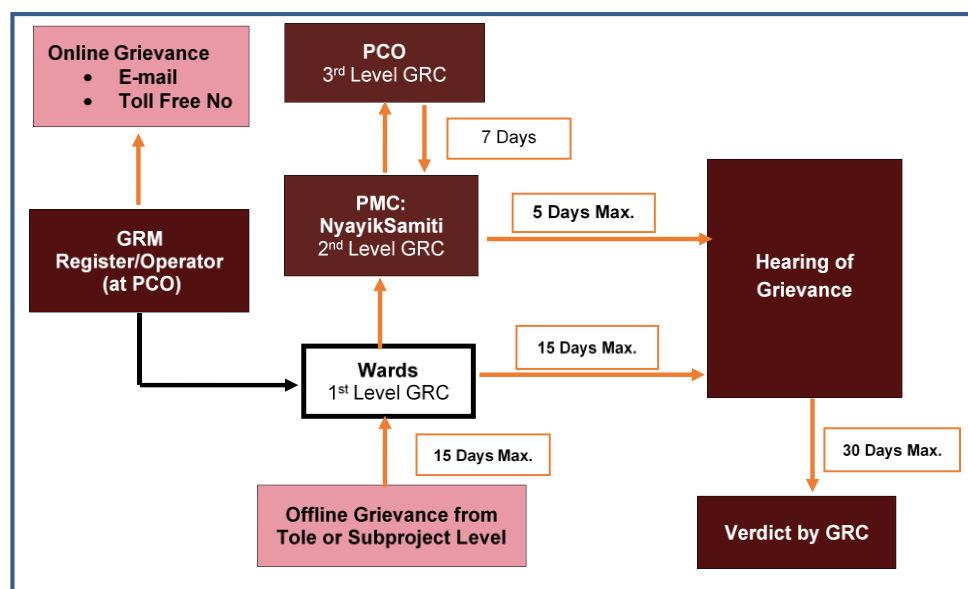 Online Grievance
• E-mail
• Toll Free No
PCO
3rd Level GRC
7 Days
GRM
Register/Operator
(at PCO)
PMC:
NyayikSamiti
2nd Level GRC
5 Days Max.
Hearing of
Grievance
Wards
1st Level GRC
15 Days Max.
15 Days Max.
30 Days Max.
Offline Grievance from
Tole or Subproject Level
Verdict by GRC